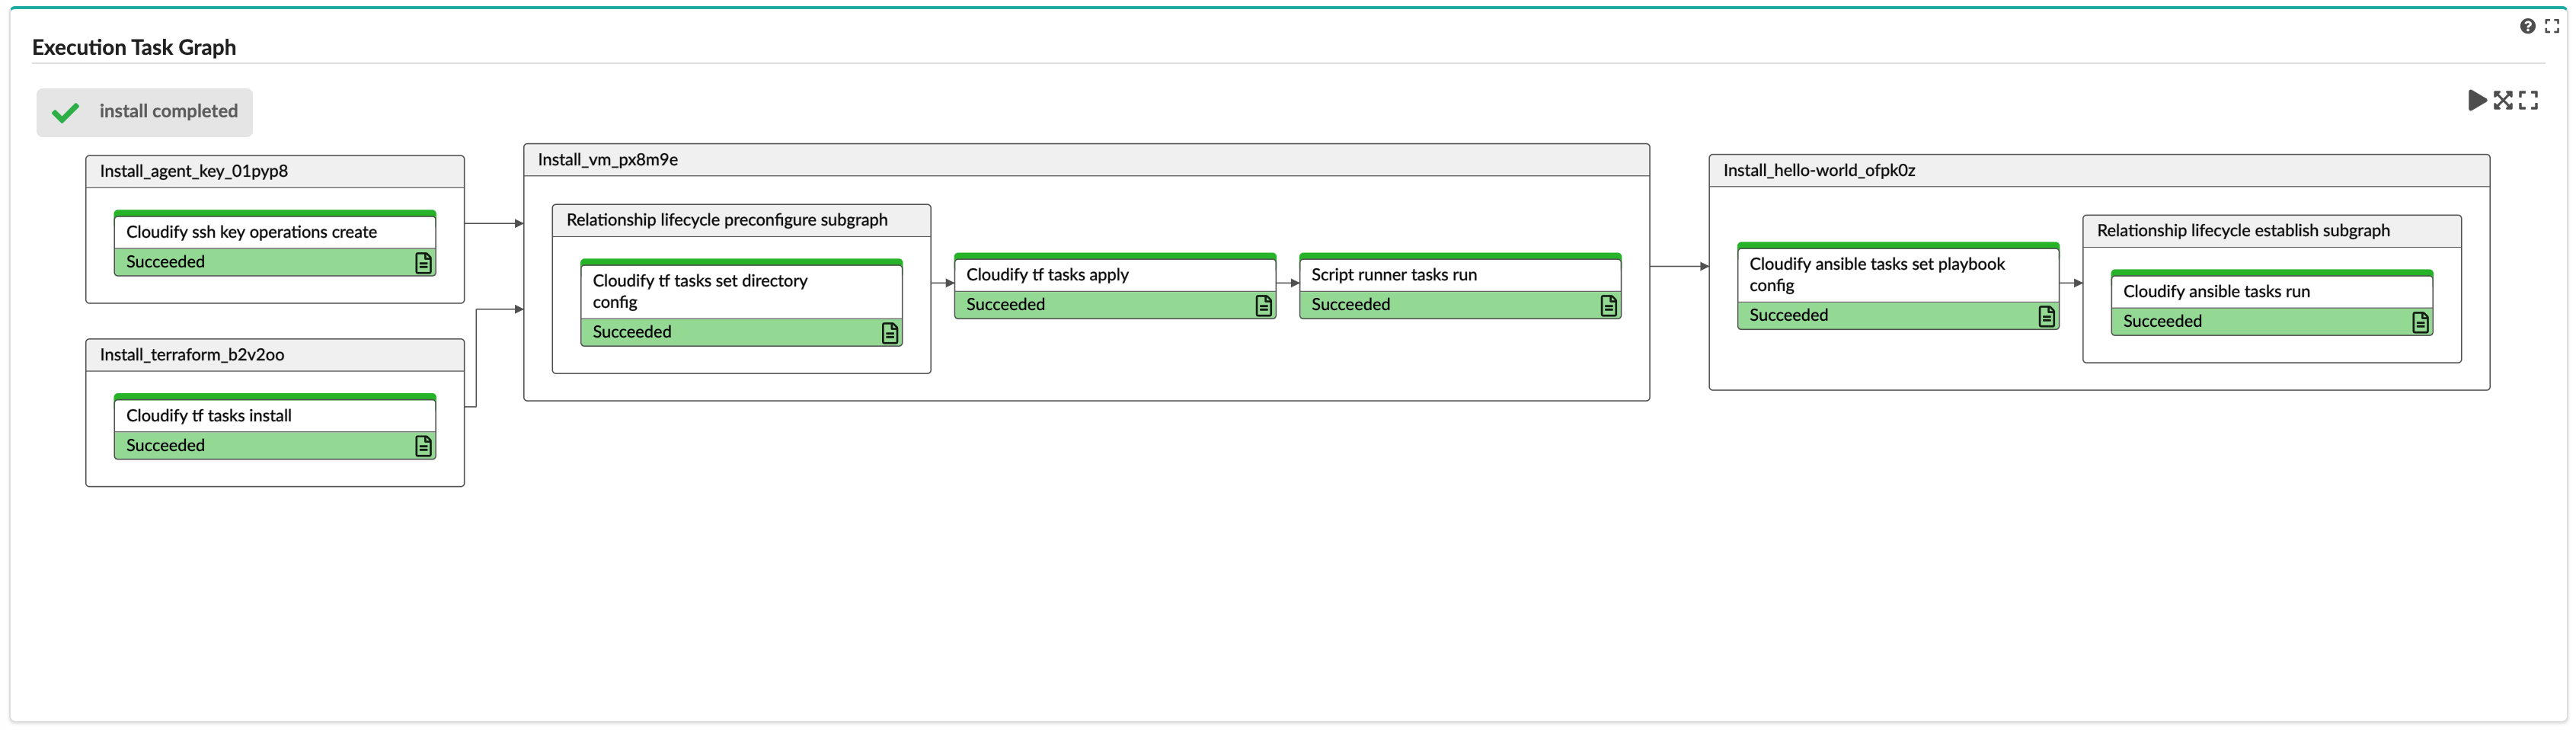 Execution Task Graph
install completed
Install_agent_key_01pyp8
Cloudify ssh key operations create
Succeeded
Install_terraform_b2v2oo
Cloudify tf tasks install
Succeeded
Install_vm_px8m9e
Relationship lifecycle preconfigure subgraph
Cloudify tf tasks set directory
config
Succeeded
Cloudify tf tasks apply
Succeeded
Script runner tasks run
Succeeded
Install_hello-world_ofpk0z
Cloudify ansible tasks set playbook
config
Succeeded
Relationship lifecycle establish subgraph
Cloudify ansible tasks run
Succeeded